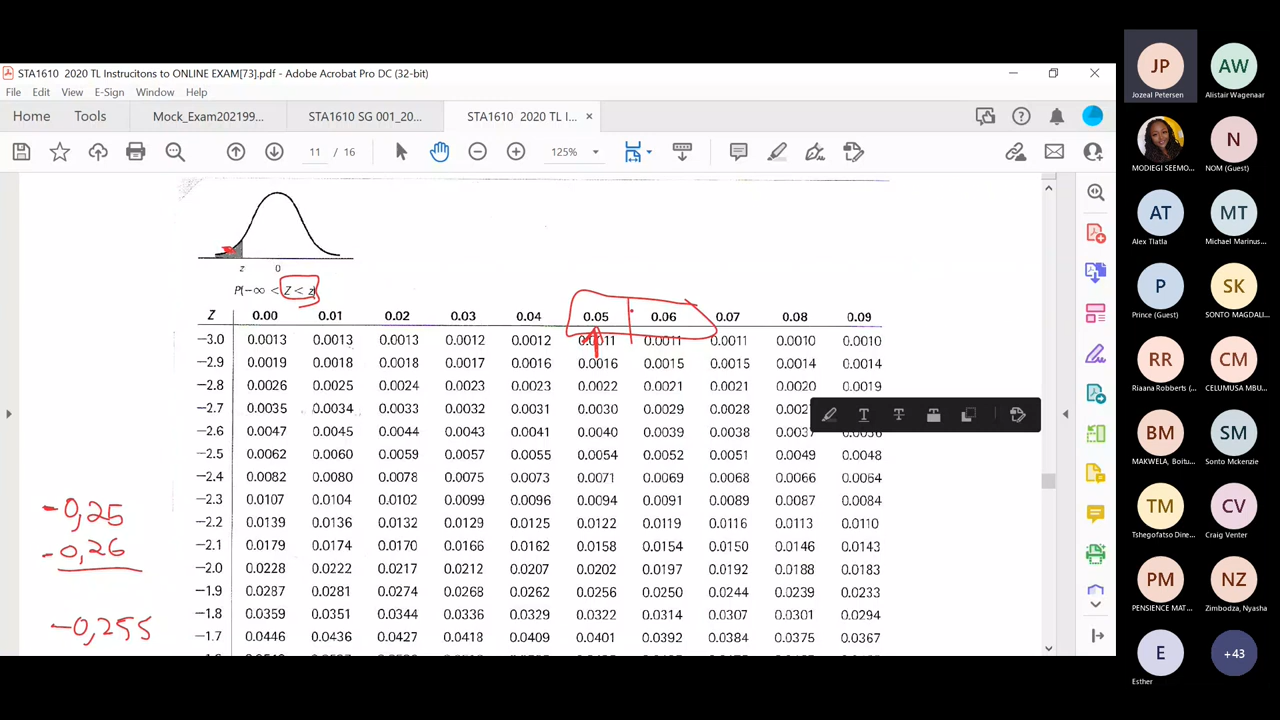 STA1610 2020 TL Instrucitons to ONLINE EXAM[73].pdf - Adobe Acrobat Pro DC (32-bit)
File Edit View E-Sign Window Help
Home Tools Mock_Exam202199... STA1610 SG 001_20... STA1610 2020 TL I... ×
11 / 16 125%
z 0
P(−∞ < Z < z)
Z 0.00 0.01 0.02 0.03 0.04 0.05 0.06 0.07 0.08 0.09
−3.0 0.0013 0.0013 0.0013 0.0012 0.0012 0.0011 0.0011 0.0011 0.0010 0.0010
−2.9 0.0019 0.0018 0.0018 0.0017 0.0016 0.0016 0.0015 0.0015 0.0014 0.0014
−2.8 0.0026 0.0025 0.0024 0.0023 0.0023 0.0022 0.0021 0.0021 0.0020 0.0019
−2.7 0.0035 0.0034 0.0033 0.0032 0.0031 0.0030 0.0029 0.0028
−2.6 0.0047 0.0045 0.0044 0.0043 0.0041 0.0040 0.0039 0.0038 0.0037 0.0036
−2.5 0.0062 0.0060 0.0059 0.0057 0.0055 0.0054 0.0052 0.0051 0.0049 0.0048
−2.4 0.0082 0.0080 0.0078 0.0075 0.0073 0.0071 0.0069 0.0068 0.0066 0.0064
−2.3 0.0107 0.0104 0.0102 0.0099 0.0096 0.0094 0.0091 0.0089 0.0087 0.0084
−2.2 0.0139 0.0136 0.0132 0.0129 0.0125 0.0122 0.0119 0.0116 0.0113 0.0110
−2.1 0.0179 0.0174 0.0170 0.0166 0.0162 0.0158 0.0154 0.0150 0.0146 0.0143
−2.0 0.0228 0.0222 0.0217 0.0212 0.0207 0.0202 0.0197 0.0192 0.0188 0.0183
−1.9 0.0287 0.0281 0.0274 0.0268 0.0262 0.0256 0.0250 0.0244 0.0239 0.0233
−1.8 0.0359 0.0351 0.0344 0.0336 0.0329 0.0322 0.0314 0.0307 0.0301 0.0294
−1.7 0.0446 0.0436 0.0427 0.0418 0.0409 0.0401 0.0392 0.0384 0.0375 0.0367
-0,25
-0,26
-0,255
JP
Jozeal Petersen
AW
Alistair Wagenaar
MODIEGI SEEMO...
N
NOM (Guest)
AT
Alex Tlatla
MT
Michael Marinus...
P
Prince (Guest)
SK
SONTO MAGDALI...
RR
Riaana Robberts (...
CM
CELUMUSA MBU...
BM
MAKWELA, Boitu...
SM
Sonto Mckenzie
TM
Tshegofatso Dine...
CV
Craig Venter
PM
PENSIENCE MAT...
NZ
Zimbodza, Nyasha
E
Esther
+43